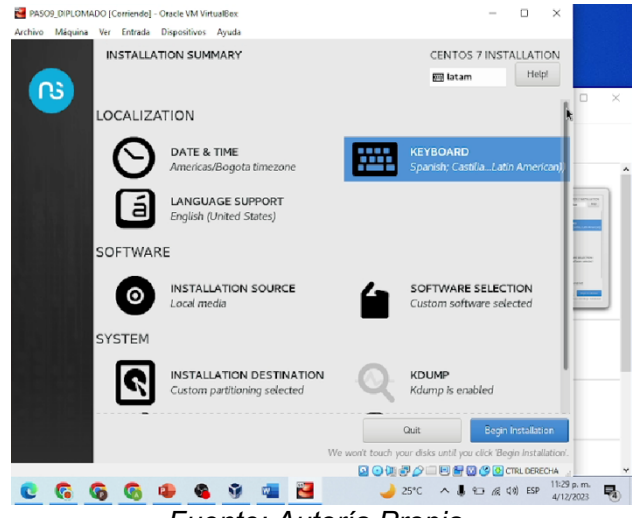 PASO9_DIPLOMADO [Corriendo] - Oracle VM VirtualBox
Archivo Máquina Ver Entrada Dispositivos Ayuda
INSTALLATION SUMMARY
CENTOS 7 INSTALLATION
latam
Help!
LOCALIZATION
DATE & TIME
Americas/Bogota timezone
KEYBOARD
Spanish; Castilla...Latin American))
LANGUAGE SUPPORT
English (United States)
SOFTWARE
INSTALLATION SOURCE
Local media
SOFTWARE SELECTION
Custom software selected
SYSTEM
INSTALLATION DESTINATION
Custom partitioning selected
KDUMP
Kdump is enabled
Quit
Begin Installation
We won't touch your disks until you click 'Begin Installation'.
CTRL DERECHA
25°C
ESP
11:29 p. m.
4/12/2023